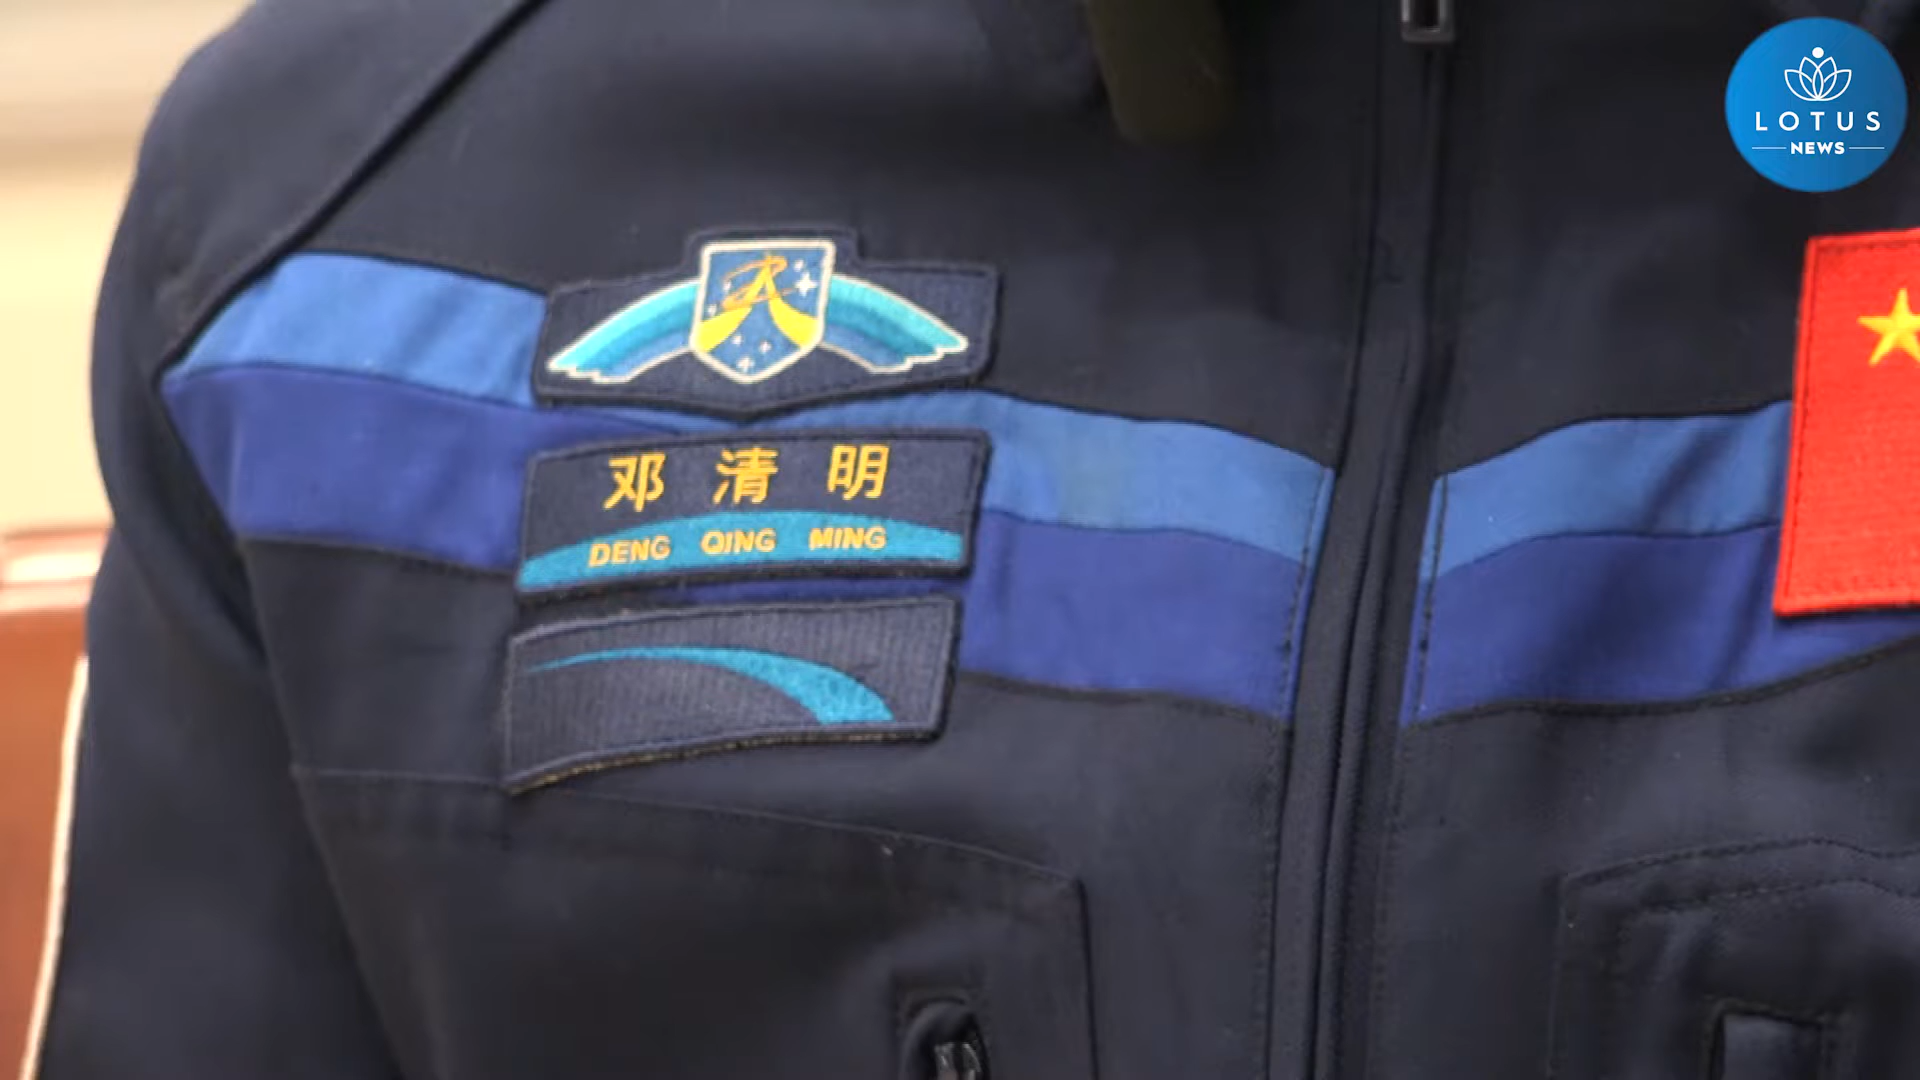 LOTUS
NEWS
邓 清 明
DENG QING MING